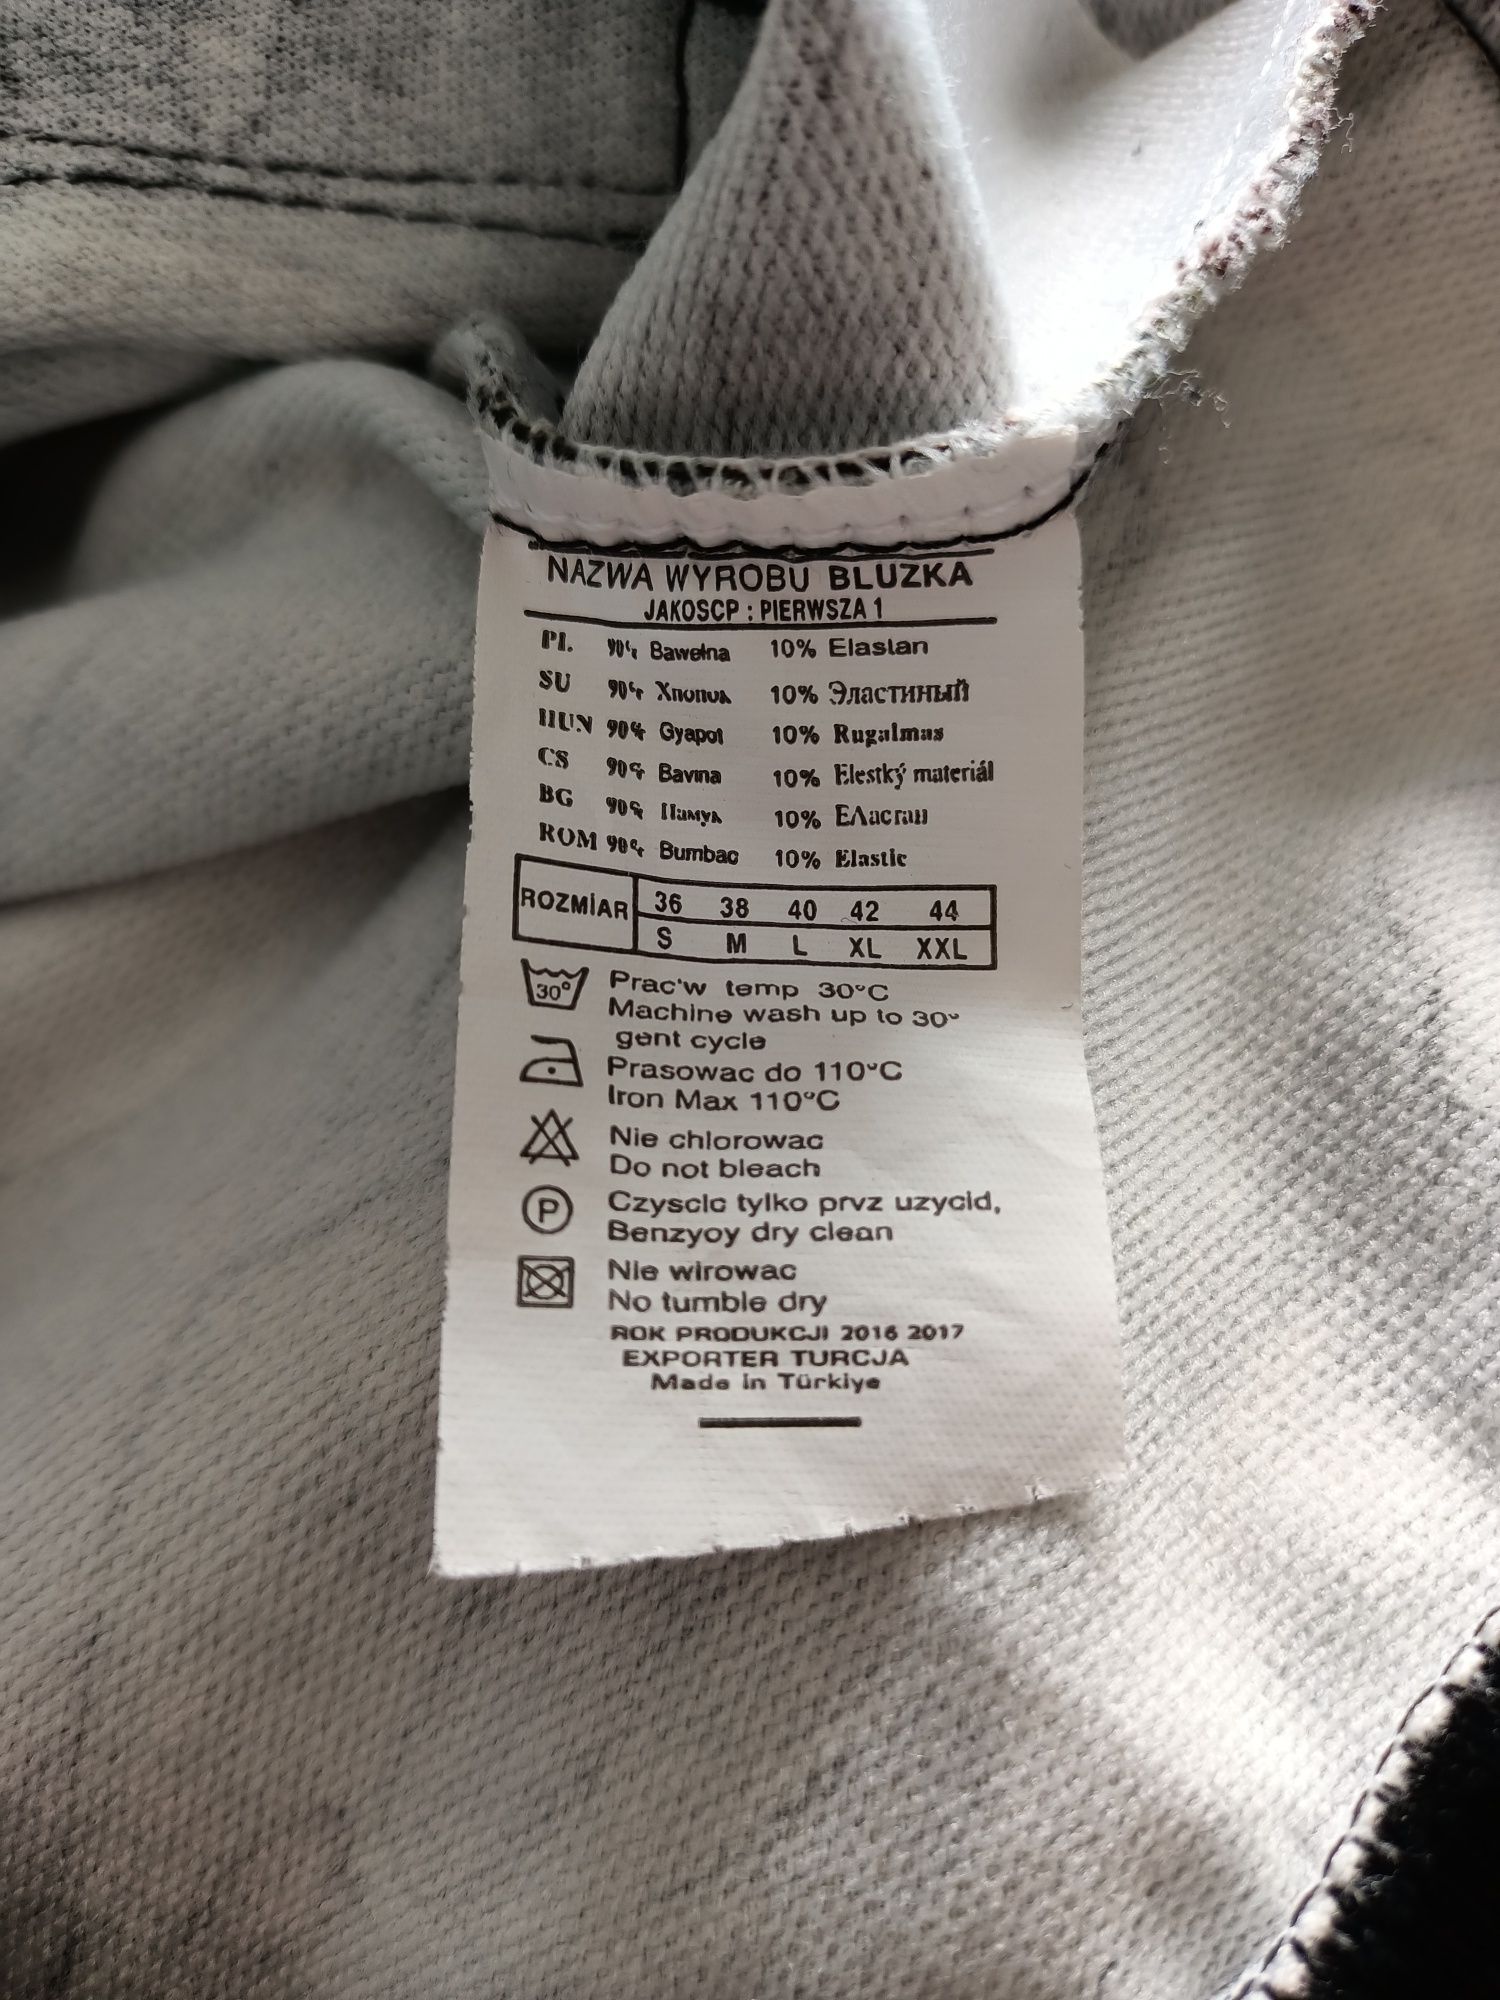 NAZWA WYROBU BLUZKA
JAKOSCP : PIERWSZA 1
PL 90% Bawełna 10% Elastan
SU 90% Хлопок 10% Эластиный
HUN 90% Gyapot 10% Rugalmas
CS 90% Bavına 10% Elestký materiál
BG 90% Памук 10% ЕΛастан
ROM 90% Bumbac 10% Elastic
ROZMİAR 36 38 40 42 44
S M L XL XXL
30° Prac'w temp 30°C
Machine wash up to 30°
gent cycle
Prasowac do 110°C
Iron Max 110°C
Nie chlorowac
Do not bleach
P Czyscic tylko prvz uzycid,
Benzyoy dry clean
Nie wirowac
No tumble dry
ROK PRODUKCJI 2016 2017
EXPORTER TURCJA
Made in Türkiye